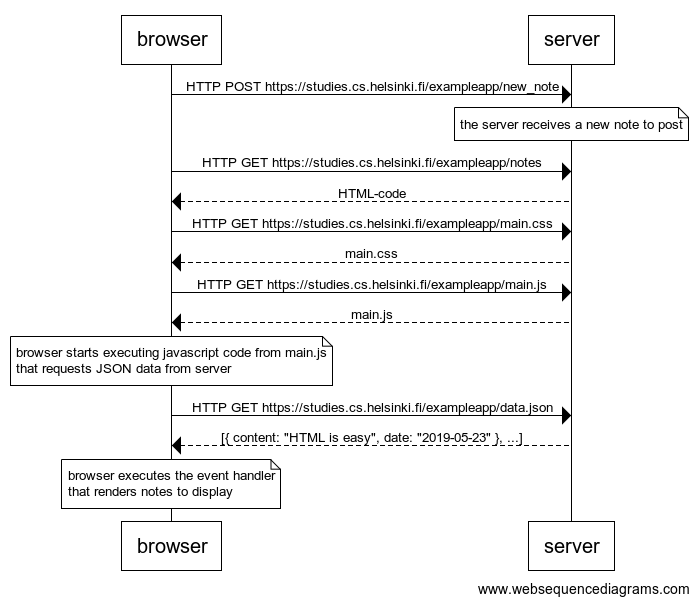 browser
server
HTTP POST https://studies.cs.helsinki.fi/exampleapp/new_note
the server receives a new note to post
HTTP GET https://studies.cs.helsinki.fi/exampleapp/notes
HTML-code
HTTP GET https://studies.cs.helsinki.fi/exampleapp/main.css
main.css
HTTP GET https://studies.cs.helsinki.fi/exampleapp/main.js
main.js
browser starts executing javascript code from main.js
that requests JSON data from server
HTTP GET https://studies.cs.helsinki.fi/exampleapp/data.json
[{ content: "HTML is easy", date: "2019-05-23" }, ...]
browser executes the event handler
that renders notes to display
browser
server
www.websequencediagrams.com